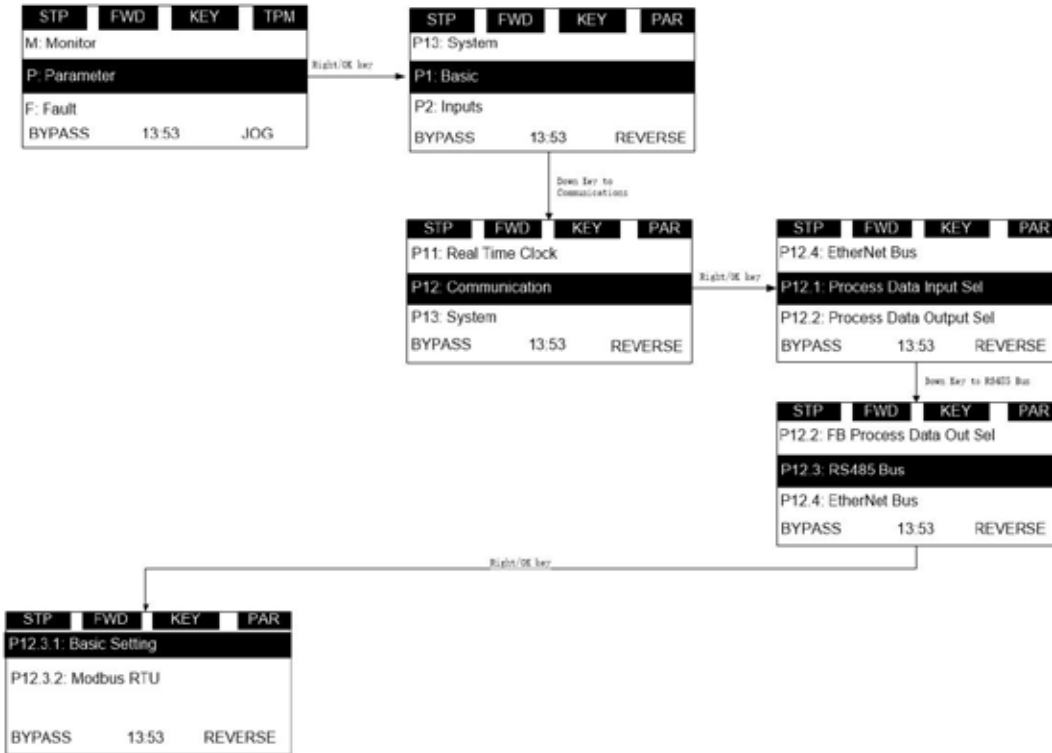 STP FWD KEY TPM
M: Monitor
P: Parameter
F: Fault
BYPASS 13:53 JOG
Right/OK key
STP FWD KEY PAR
P13: System
P1: Basic
P2: Inputs
BYPASS 13:53 REVERSE
Down Key to
Communications
STP FWD KEY PAR
P11: Real Time Clock
P12: Communication
P13: System
BYPASS 13:53 REVERSE
Right/OK key
STP FWD KEY PAR
P12.4: EtherNet Bus
P12.1: Process Data Input Sel
P12.2: Process Data Output Sel
BYPASS 13:53 REVERSE
Down Key to RS485 Bus
STP FWD KEY PAR
P12.2: FB Process Data Out Sel
P12.3: RS485 Bus
P12.4: EtherNet Bus
BYPASS 13:53 REVERSE
Right/OK key
STP FWD KEY PAR
P12.3.1: Basic Setting
P12.3.2: Modbus RTU
BYPASS 13:53 REVERSE